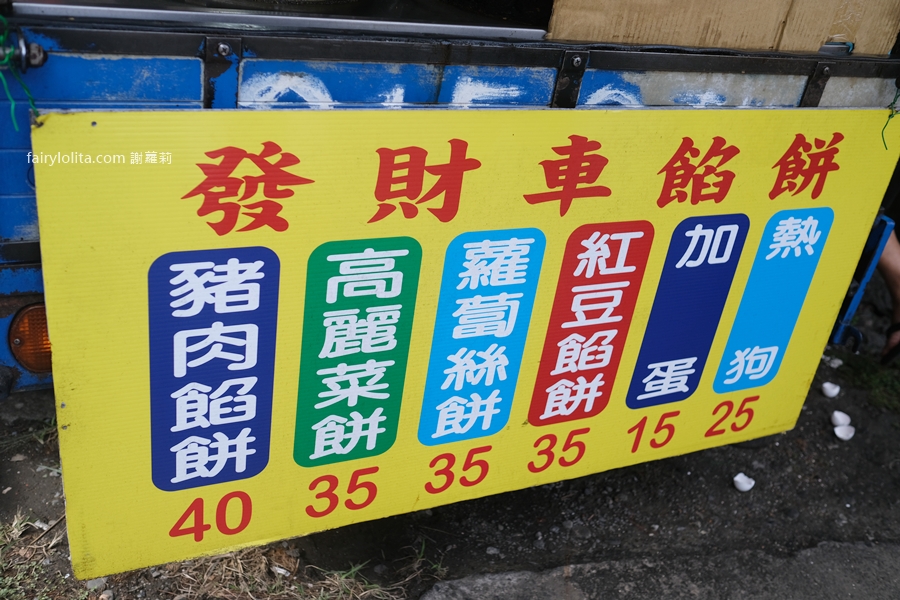 fairylolita.com 謝蘿莉
發財車餡餅
豬肉餡餅
40
高麗菜餅
35
蘿蔔絲餅
35
紅豆餡餅
35
加蛋
15
熱狗
25